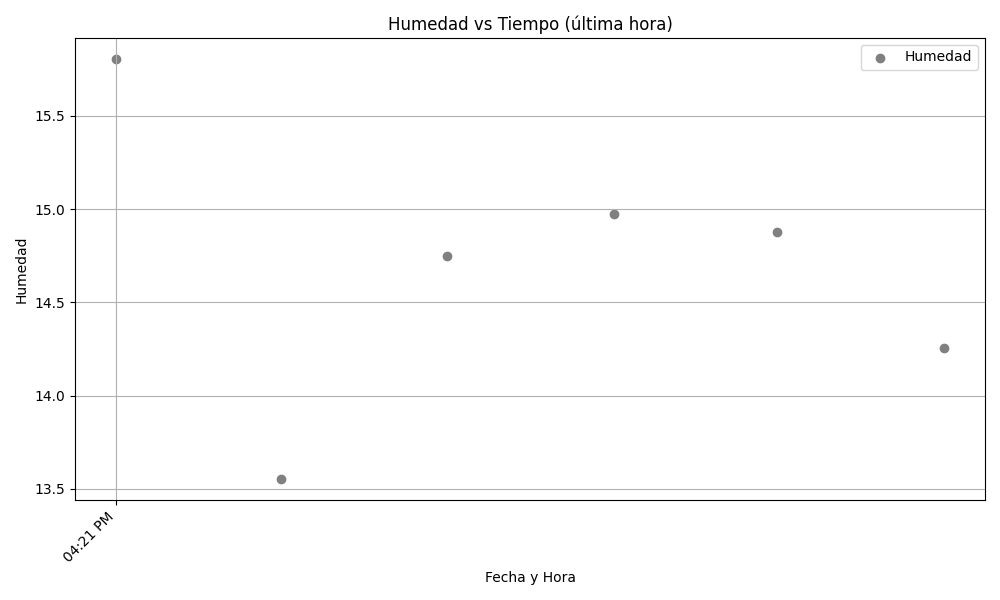 Humedad vs Tiempo (última hora)
Humedad
15.5
15.0
14.5
14.0
13.5
Humedad
04:21 PM
Fecha y Hora